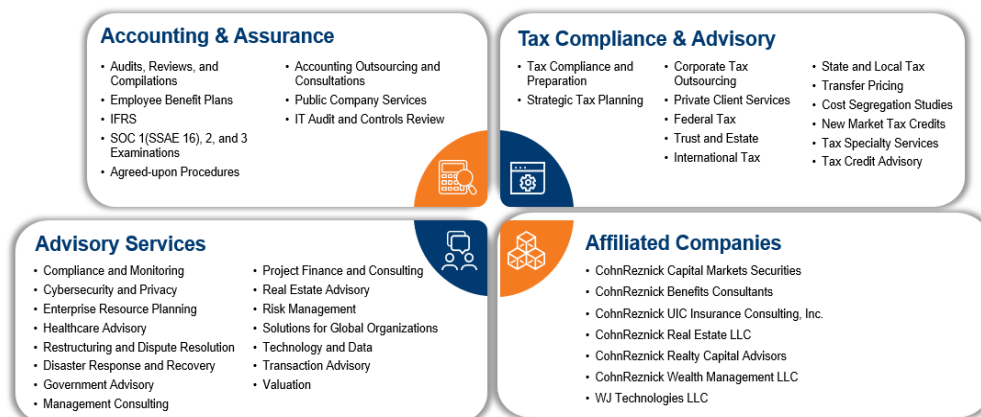 Accounting & Assurance
• Audits, Reviews, and
Compilations
• Employee Benefit Plans
• IFRS
• SOC 1(SSAE 16), 2, and 3
Examinations
• Agreed-upon Procedures
• Accounting Outsourcing and
Consultations
• Public Company Services
• IT Audit and Controls Review
Tax Compliance & Advisory
• Tax Compliance and
Preparation
• Strategic Tax Planning
• Corporate Tax
Outsourcing
• Private Client Services
• Federal Tax
• Trust and Estate
• International Tax
• State and Local Tax
• Transfer Pricing
• Cost Segregation Studies
• New Market Tax Credits
• Tax Specialty Services
• Tax Credit Advisory
Advisory Services
• Compliance and Monitoring
• Cybersecurity and Privacy
• Enterprise Resource Planning
• Healthcare Advisory
• Restructuring and Dispute Resolution
• Disaster Response and Recovery
• Government Advisory
• Management Consulting
• Project Finance and Consulting
• Real Estate Advisory
• Risk Management
• Solutions for Global Organizations
• Technology and Data
• Transaction Advisory
• Valuation
Affiliated Companies
• CohnReznick Capital Markets Securities
• CohnReznick Benefits Consultants
• CohnReznick UIC Insurance Consulting, Inc.
• CohnReznick Real Estate LLC
• CohnReznick Realty Capital Advisors
• CohnReznick Wealth Management LLC
• WJ Technologies LLC